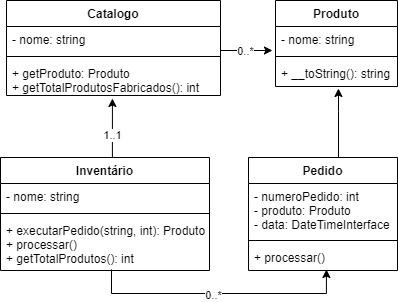 Catalogo
- nome: string
+ getProduto: Produto
+ getTotalProdutosFabricados(): int
0..*
Produto
- nome: string
+ __toString(): string
1..1
Inventário
- nome: string
+ executarPedido(string, int): Produto
+ processar()
+ getTotalProdutos(): int
Pedido
- numeroPedido: int
- produto: Produto
- data: DateTimeInterface
+ processar()
0..*